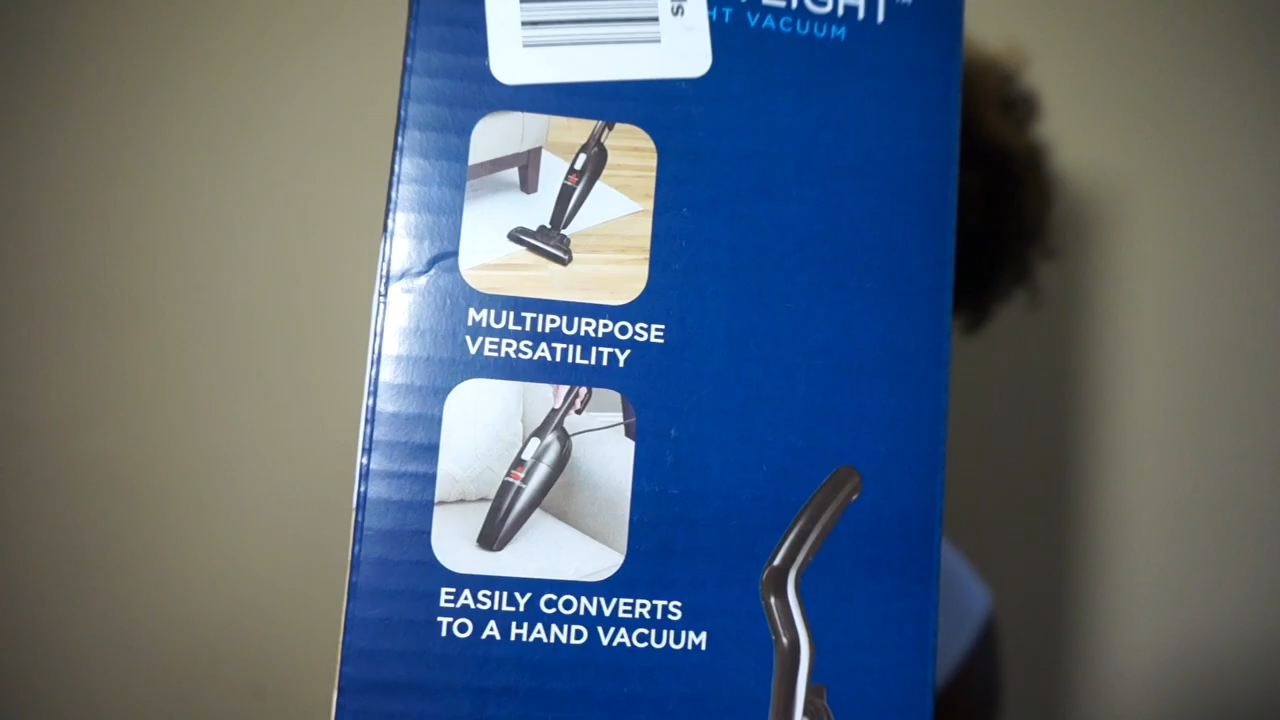 VACUUM
MULTIPURPOSE
VERSATILITY
EASILY CONVERTS
TO A HAND VACUUM